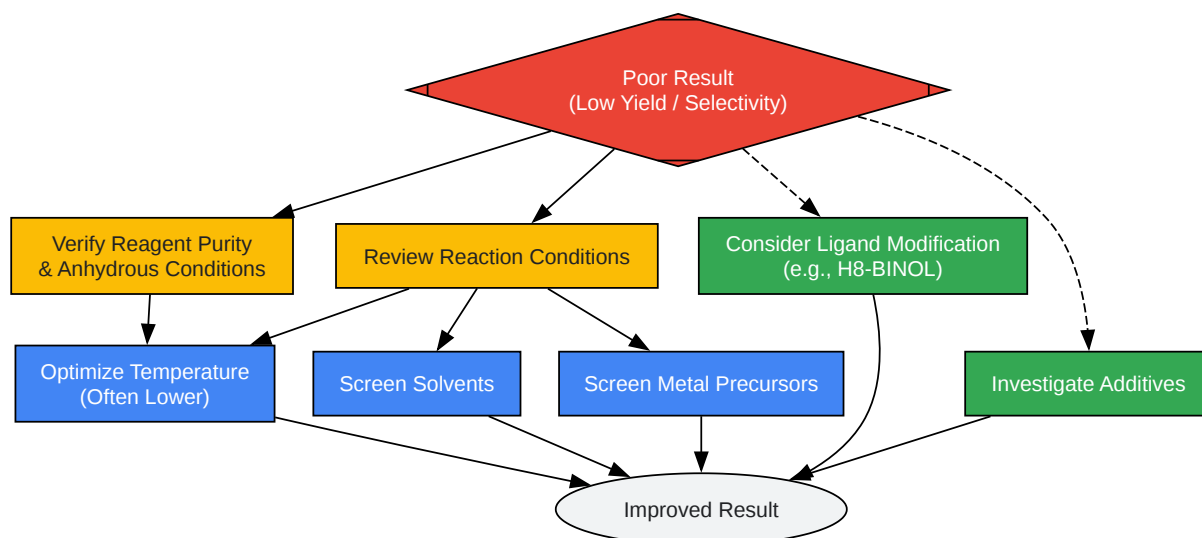 Poor Result
(Low Yield / Selectivity)
Verify Reagent Purity
& Anhydrous Conditions
Review Reaction Conditions
Consider Ligand Modification
(e.g., H8-BINOL)
Optimize Temperature
(Often Lower)
Screen Solvents
Screen Metal Precursors
Investigate Additives
Improved Result